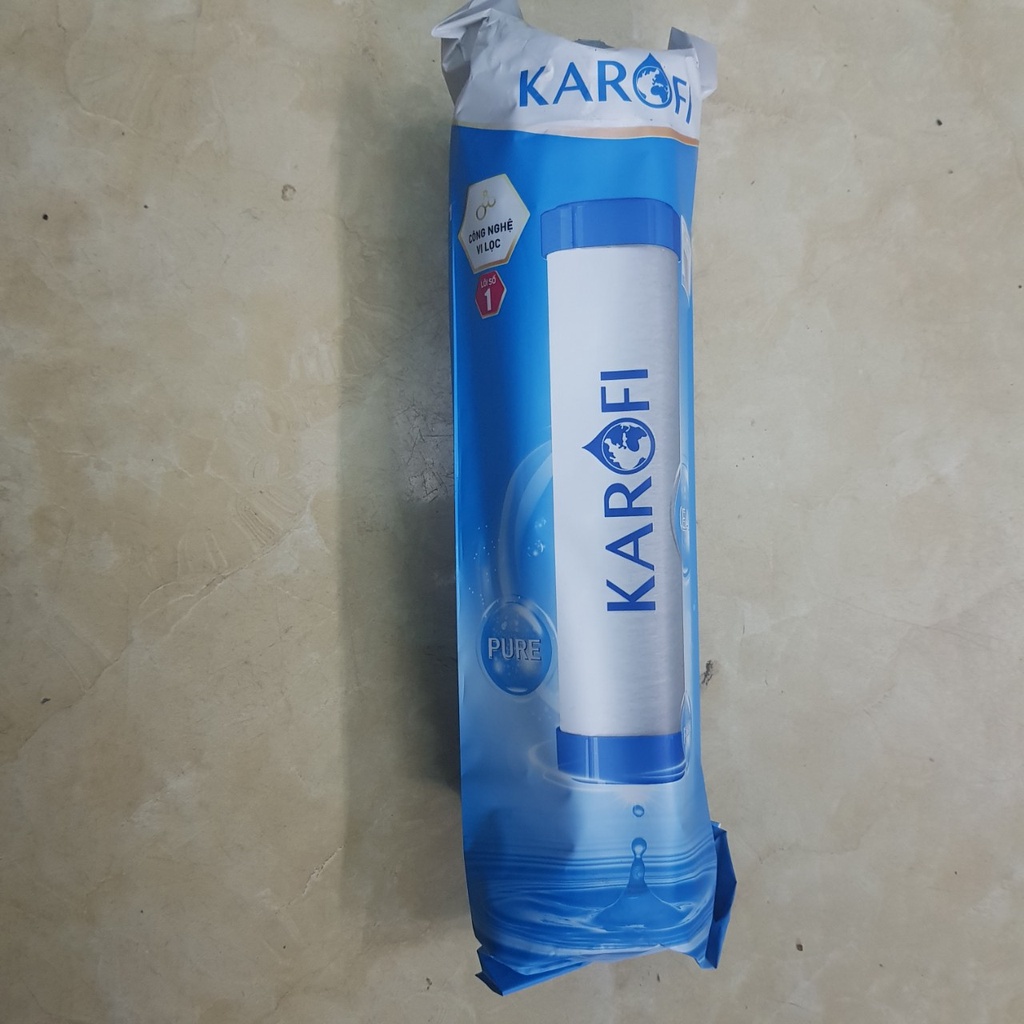 KAROFI
CÔNG NGHỆ
VI LỌC
LÕI SỐ
1
KAROFI
PURE